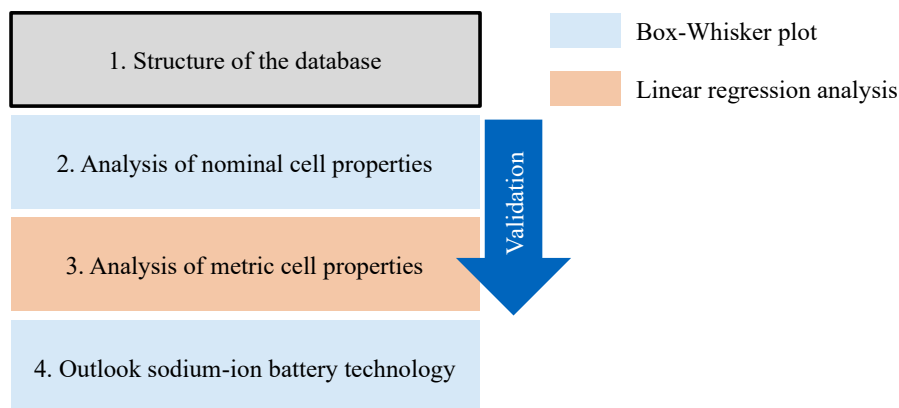 1. Structure of the database
2. Analysis of nominal cell properties
3. Analysis of metric cell properties
4. Outlook sodium-ion battery technology
Validation
Box-Whisker plot
Linear regression analysis